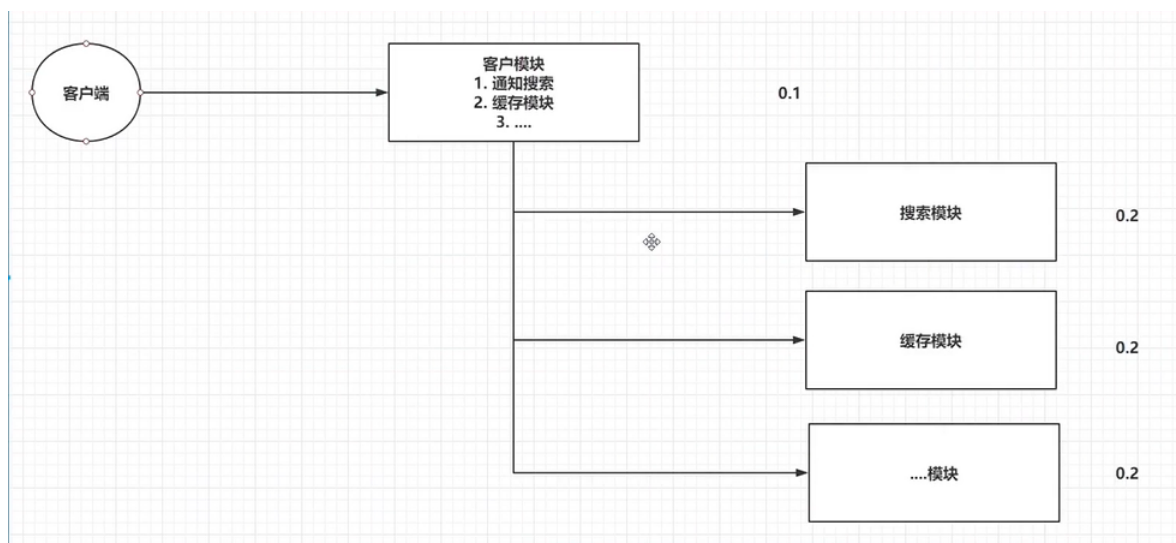 客户端
客户模块
1. 通知搜索
2. 缓存模块
3. ....
0.1
搜索模块
0.2
缓存模块
0.2
....模块
0.2